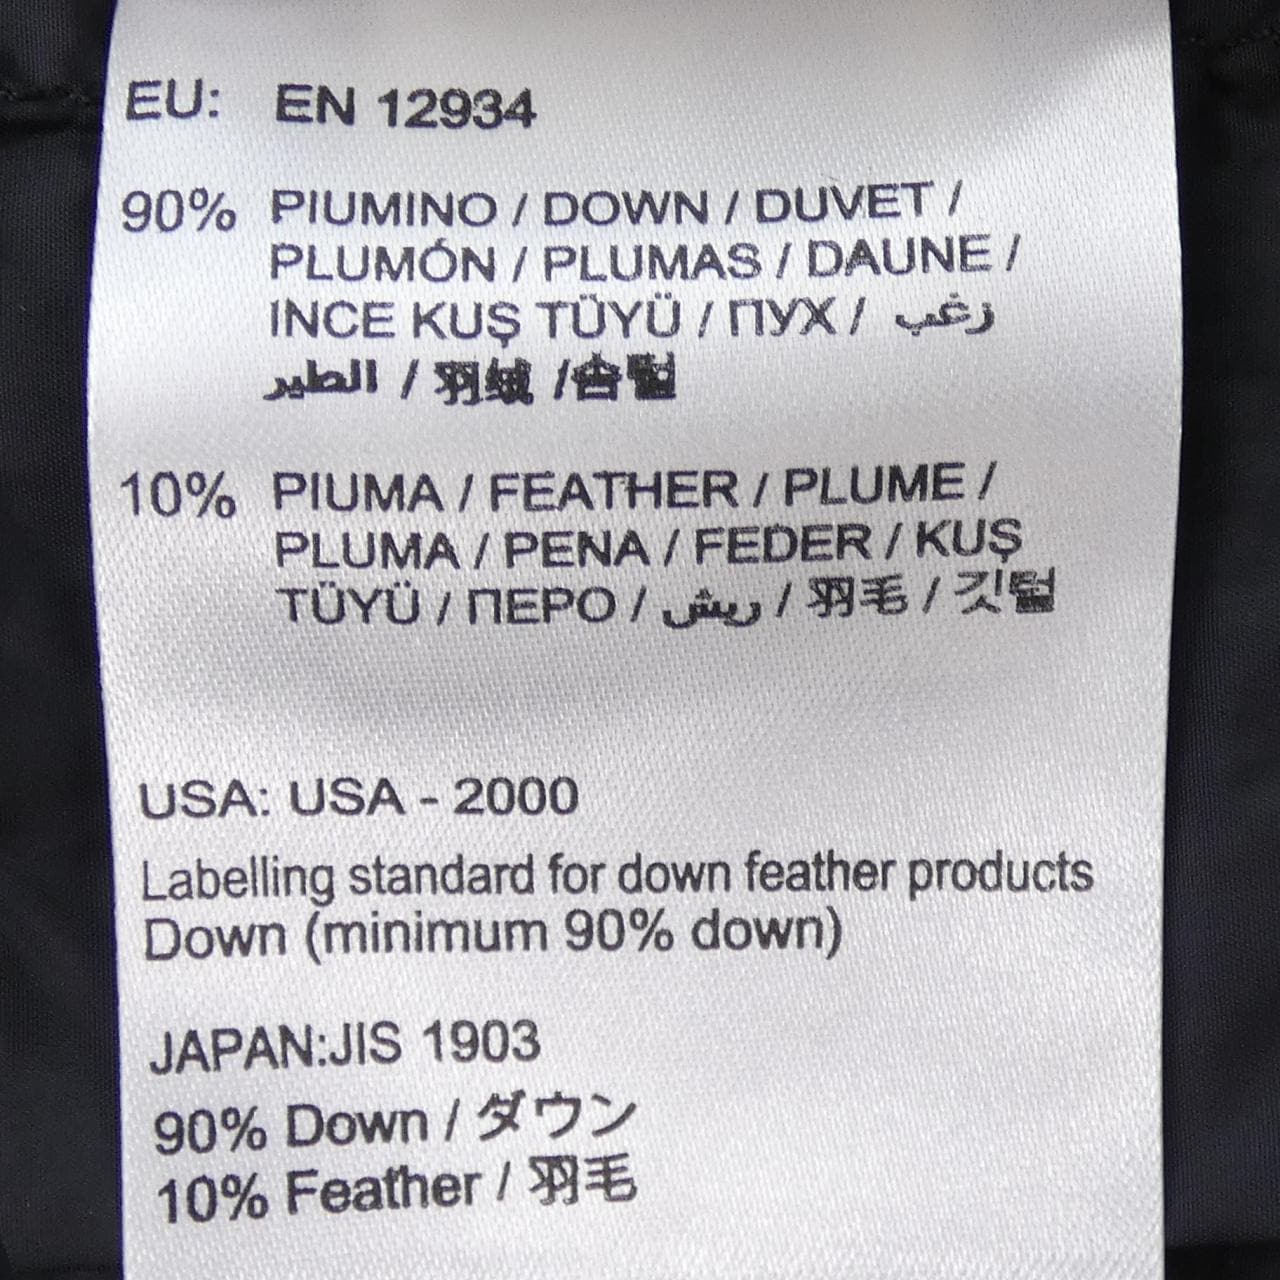 EU: EN 12934
90% PIUMINO / DOWN / DUVET /
PLUMÓN / PLUMAS / DAUNE /
INCE KUŞ TÜYÜ / ПУХ / زغب
الطير / 羽绒 / 솜털
10% PIUMA / FEATHER / PLUME /
PLUMA / PENA / FEDER / KUŞ
TÜYÜ / ПЕРО / ريش / 羽毛 / 깃털
USA: USA - 2000
Labelling standard for down feather products
Down (minimum 90% down)
JAPAN:JIS 1903
90% Down / ダウン
10% Feather / 羽毛